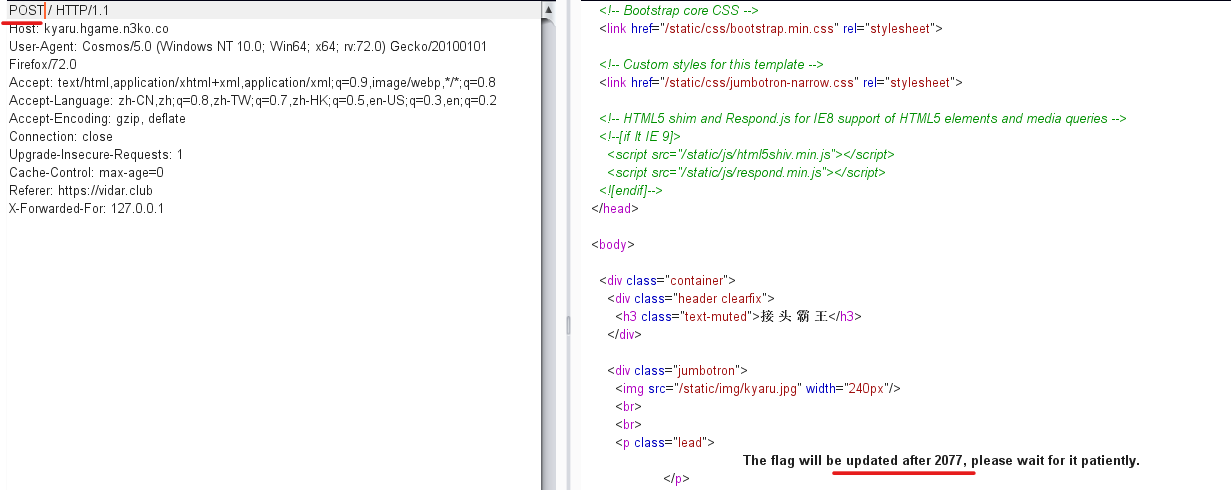 POST / HTTP/1.1
Host: kyaru.hgame.n3ko.co
User-Agent: Cosmos/5.0 (Windows NT 10.0; Win64; x64; rv:72.0) Gecko/20100101
Firefox/72.0
Accept: text/html,application/xhtml+xml,application/xml;q=0.9,image/webp,*/*;q=0.8
Accept-Language: zh-CN,zh;q=0.8,zh-TW;q=0.7,zh-HK;q=0.5,en-US;q=0.3,en;q=0.2
Accept-Encoding: gzip, deflate
Connection: close
Upgrade-Insecure-Requests: 1
Cache-Control: max-age=0
Referer: https://vidar.club
X-Forwarded-For: 127.0.0.1
<!-- Bootstrap core CSS -->
<link href="/static/css/bootstrap.min.css" rel="stylesheet">
<!-- Custom styles for this template -->
<link href="/static/css/jumbotron-narrow.css" rel="stylesheet">
<!-- HTML5 shim and Respond.js for IE8 support of HTML5 elements and media queries -->
<!--[if lt IE 9]>
<script src="/static/js/html5shiv.min.js"></script>
<script src="/static/js/respond.min.js"></script>
<![endif]-->
</head>
<body>
<div class="container">
<div class="header clearfix">
<h3 class="text-muted">接 头 霸 王</h3>
</div>
<div class="jumbotron">
<img src="/static/img/kyaru.jpg" width="240px"/>
<br>
<br>
<p class="lead">
The flag will be updated after 2077, please wait for it patiently.
</p>